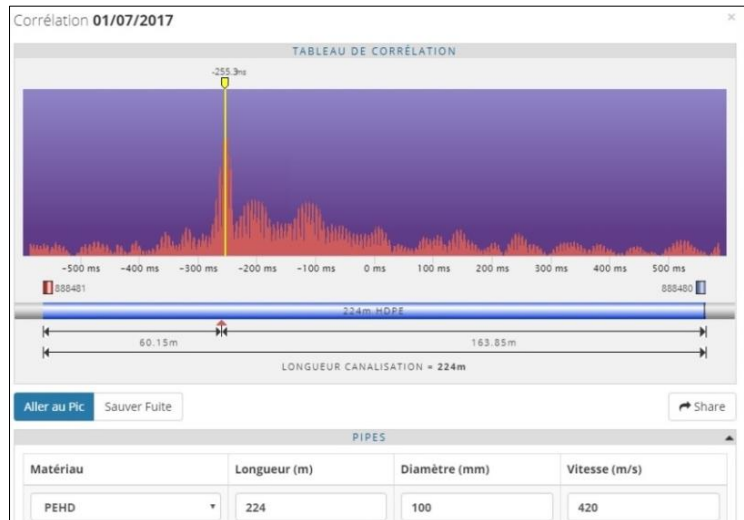 Corrélation 01/07/2017 ×
TABLEAU DE CORRÉLATION
-255.3ms
-500 ms -400 ms -300 ms -200 ms -100 ms 0 ms 100 ms 200 ms 300 ms 400 ms 500 ms
888481 888480
224m HDPE
60.15m 163.85m
LONGUEUR CANALISATION = 224m
Aller au Pic Sauver Fuite Share
PIPES
Matériau Longueur (m) Diamètre (mm) Vitesse (m/s)
PEHD 224 100 420